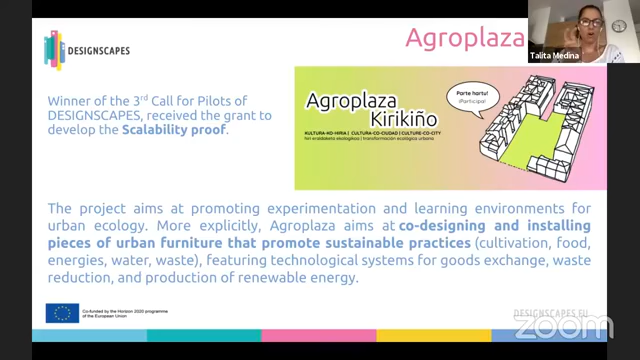 DESIGNSCAPES
Agroplaza
Talita Medina
Winner of the 3rd Call for Pilots of
DESIGNSCAPES, received the grant to
develop the Scalability proof.
Agroplaza
Kirikiño
KULTURA-KO-HIRIA / CULTURA-CO-CIUDAD / CULTURE-CO-CITY
hiri eraldaketa ekologikoa / transformación ecológica urbana
Parte hartu!
¡Participa!
The project aims at promoting experimentation and learning environments for
urban ecology. More explicitly, Agroplaza aims at co-designing and installing
pieces of urban furniture that promote sustainable practices (cultivation, food,
energies, water, waste), featuring technological systems for goods exchange, waste
reduction, and production of renewable energy.
Co-funded by the Horizon 2020 programme
of the European Union
DESIGNSCAPES.EU
zoom